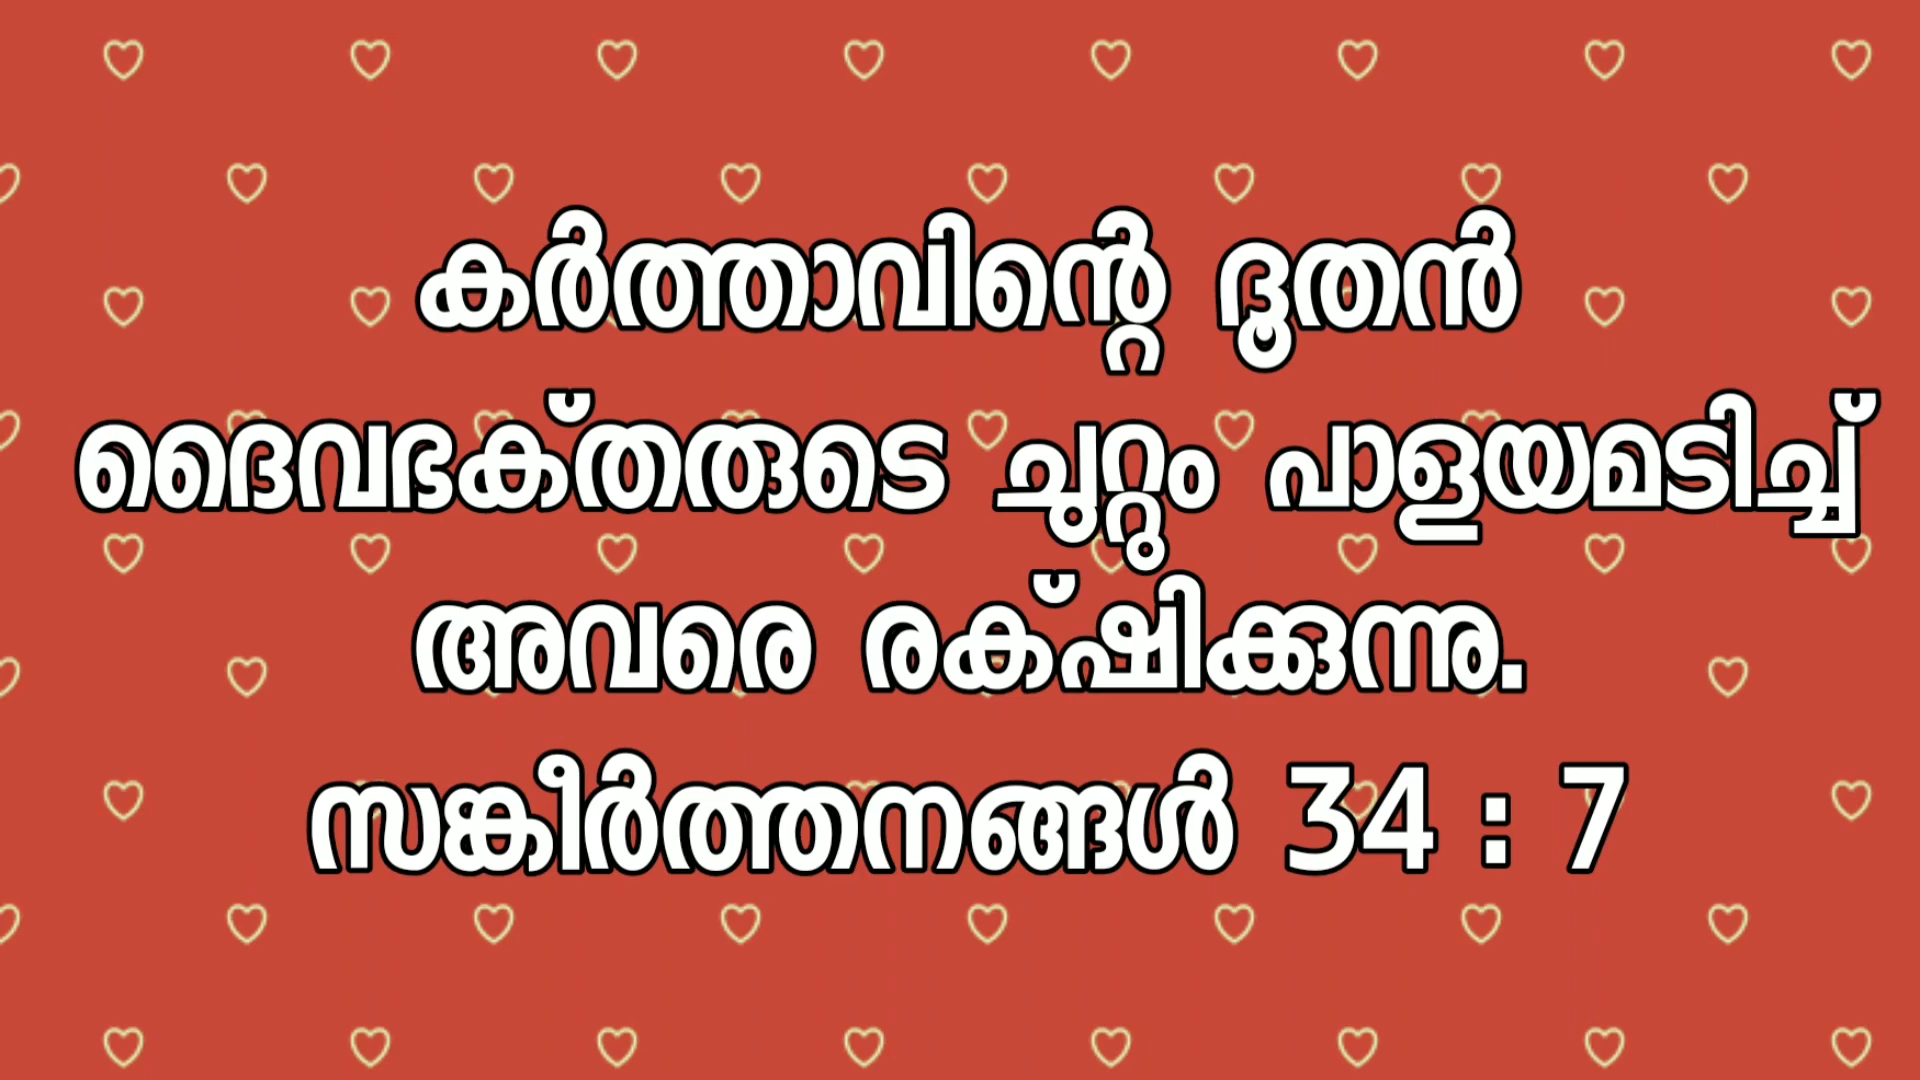 കർത്താവിന്റെ ദൂതൻ
ദൈവഭക്‌തരുടെ ചുറ്റും പാളയമടിച്ച്
അവരെ രക്‌ഷിക്കുന്നു.
സങ്കീർത്തനങ്ങൾ 34 : 7